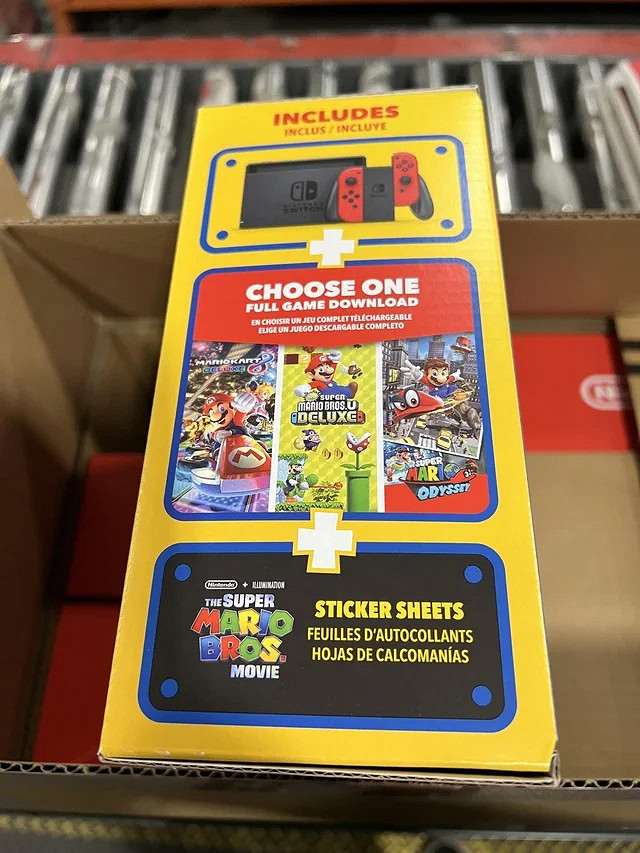 INCLUDES
INCLUS / INCLUYE
NINTENDO
SWITCH
CHOOSE ONE
FULL GAME DOWNLOAD
EN CHOISIR UN JEU COMPLET TÉLÉCHARGEABLE
ELIGE UN JUEGO DESCARGABLE COMPLETO
MARIOKART 8
DELUXE
SUPER
MARIO BROS. U
DELUXE
SUPER
MARIO
ODYSSEY
Nintendo + ILLUMINATION
THE SUPER
MARIO
BROS.
MOVIE
STICKER SHEETS
FEUILLES D'AUTOCOLLANTS
HOJAS DE CALCOMANÍAS